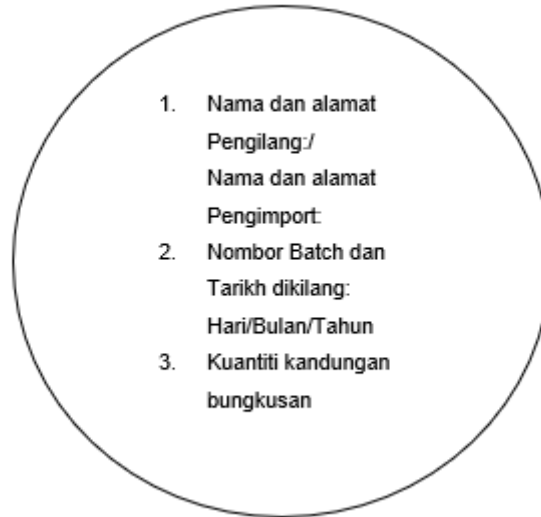 1. Nama dan alamat
Pengilang:/
Nama dan alamat
Pengimport:
2. Nombor Batch dan
Tarikh dikilang:
Hari/Bulan/Tahun
3. Kuantiti kandungan
bungkusan